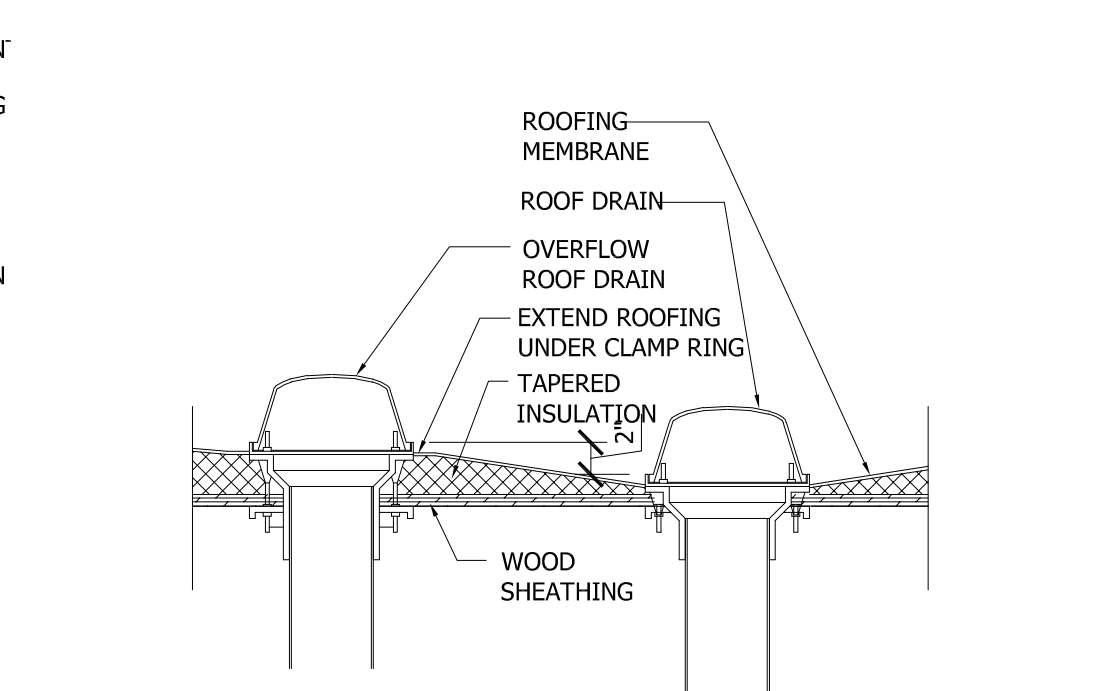 ROOFING
MEMBRANE
ROOF DRAIN
OVERFLOW
ROOF DRAIN
EXTEND ROOFING
UNDER CLAMP RING
TAPERED
INSULATION
2"
WOOD
SHEATHING